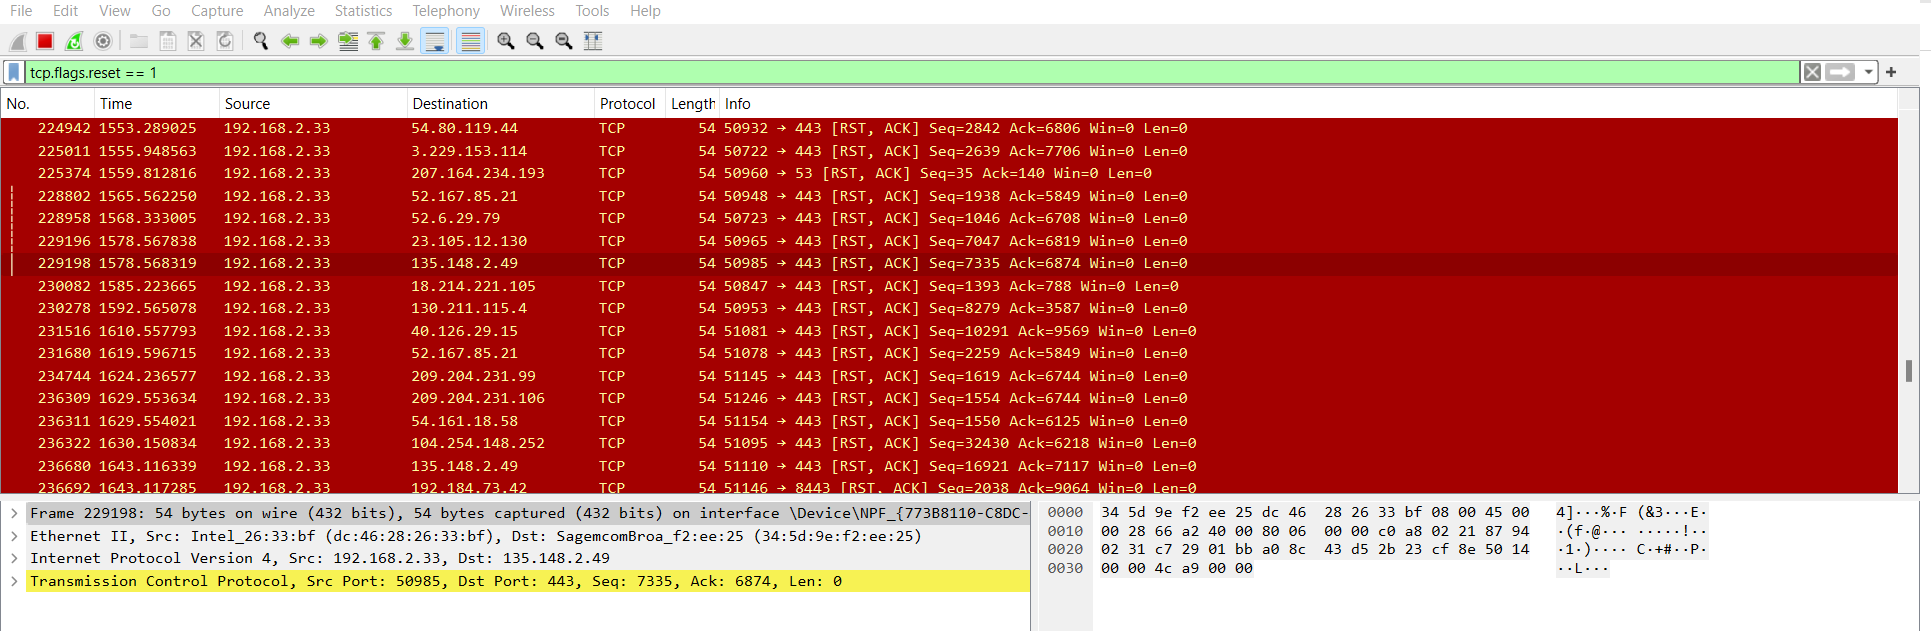 File Edit View Go Capture Analyze Statistics Telephony Wireless Tools Help
tcp.flags.reset == 1
No. Time Source Destination Protocol Length Info
224942 1553.289025 192.168.2.33 54.80.119.44 TCP 54 50932 → 443 [RST, ACK] Seq=2842 Ack=6806 Win=0 Len=0
225011 1555.948563 192.168.2.33 3.229.153.114 TCP 54 50722 → 443 [RST, ACK] Seq=2639 Ack=7706 Win=0 Len=0
225374 1559.812816 192.168.2.33 207.164.234.193 TCP 54 50960 → 53 [RST, ACK] Seq=35 Ack=140 Win=0 Len=0
228802 1565.562250 192.168.2.33 52.167.85.21 TCP 54 50948 → 443 [RST, ACK] Seq=1938 Ack=5849 Win=0 Len=0
228958 1568.333005 192.168.2.33 52.6.29.79 TCP 54 50723 → 443 [RST, ACK] Seq=1046 Ack=6708 Win=0 Len=0
229196 1578.567838 192.168.2.33 23.105.12.130 TCP 54 50965 → 443 [RST, ACK] Seq=7047 Ack=6819 Win=0 Len=0
229198 1578.568319 192.168.2.33 135.148.2.49 TCP 54 50985 → 443 [RST, ACK] Seq=7335 Ack=6874 Win=0 Len=0
230082 1585.223665 192.168.2.33 18.214.221.105 TCP 54 50847 → 443 [RST, ACK] Seq=1393 Ack=788 Win=0 Len=0
230278 1592.565078 192.168.2.33 130.211.115.4 TCP 54 50953 → 443 [RST, ACK] Seq=8279 Ack=3587 Win=0 Len=0
231516 1610.557793 192.168.2.33 40.126.29.15 TCP 54 51081 → 443 [RST, ACK] Seq=10291 Ack=9569 Win=0 Len=0
231680 1619.596715 192.168.2.33 52.167.85.21 TCP 54 51078 → 443 [RST, ACK] Seq=2259 Ack=5849 Win=0 Len=0
234744 1624.236577 192.168.2.33 209.204.231.99 TCP 54 51145 → 443 [RST, ACK] Seq=1619 Ack=6744 Win=0 Len=0
236309 1629.553634 192.168.2.33 209.204.231.106 TCP 54 51246 → 443 [RST, ACK] Seq=1554 Ack=6744 Win=0 Len=0
236311 1629.554021 192.168.2.33 54.161.18.58 TCP 54 51154 → 443 [RST, ACK] Seq=1550 Ack=6125 Win=0 Len=0
236322 1630.150834 192.168.2.33 104.254.148.252 TCP 54 51095 → 443 [RST, ACK] Seq=32430 Ack=6218 Win=0 Len=0
236680 1643.116339 192.168.2.33 135.148.2.49 TCP 54 51110 → 443 [RST, ACK] Seq=16921 Ack=7117 Win=0 Len=0
236692 1643.117285 192.168.2.33 192.184.73.42 TCP 54 51146 → 8443 [RST, ACK] Seq=2038 Ack=9064 Win=0 Len=0
Frame 229198: 54 bytes on wire (432 bits), 54 bytes captured (432 bits) on interface \Device\NPF_{773B8110-C8DC-
Ethernet II, Src: Intel_26:33:bf (dc:46:28:26:33:bf), Dst: SagemcomBroa_f2:ee:25 (34:5d:9e:f2:ee:25)
Internet Protocol Version 4, Src: 192.168.2.33, Dst: 135.148.2.49
Transmission Control Protocol, Src Port: 50985, Dst Port: 443, Seq: 7335, Ack: 6874, Len: 0
0000 34 5d 9e f2 ee 25 dc 46 28 26 33 bf 08 00 45 00 4]···%·F (&3···E·
0010 00 28 66 a2 40 00 80 06 00 00 c0 a8 02 21 87 94 ·(f·@··· ·····!··
0020 02 31 c7 29 01 bb a0 8c 43 d5 2b 23 cf 8e 50 14 ·1·)···· C·+#··P·
0030 00 00 4c a9 00 00 ··L···